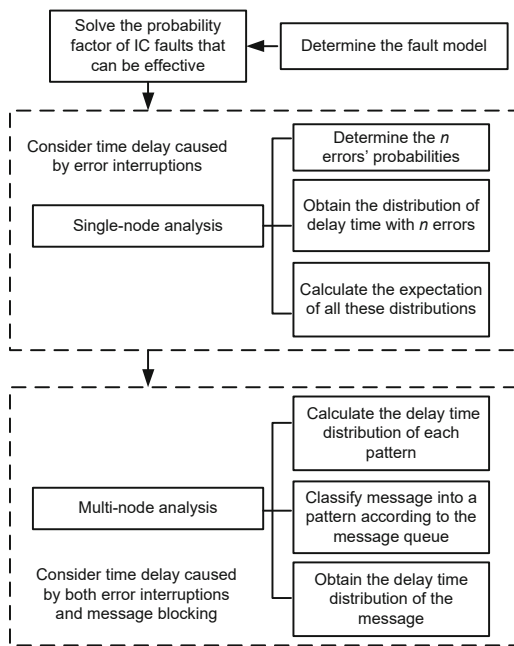 Solve the probability
factor of IC faults that
can be effective
Determine the fault model
Consider time delay caused
by error interruptions
Single-node analysis
Determine the n
errors' probabilities
Obtain the distribution of
delay time with n errors
Calculate the expectation
of all these distributions
Multi-node analysis
Consider time delay caused
by both error interruptions
and message blocking
Calculate the delay time
distribution of each
pattern
Classify message into a
pattern according to the
message queue
Obtain the delay time
distribution of the
message